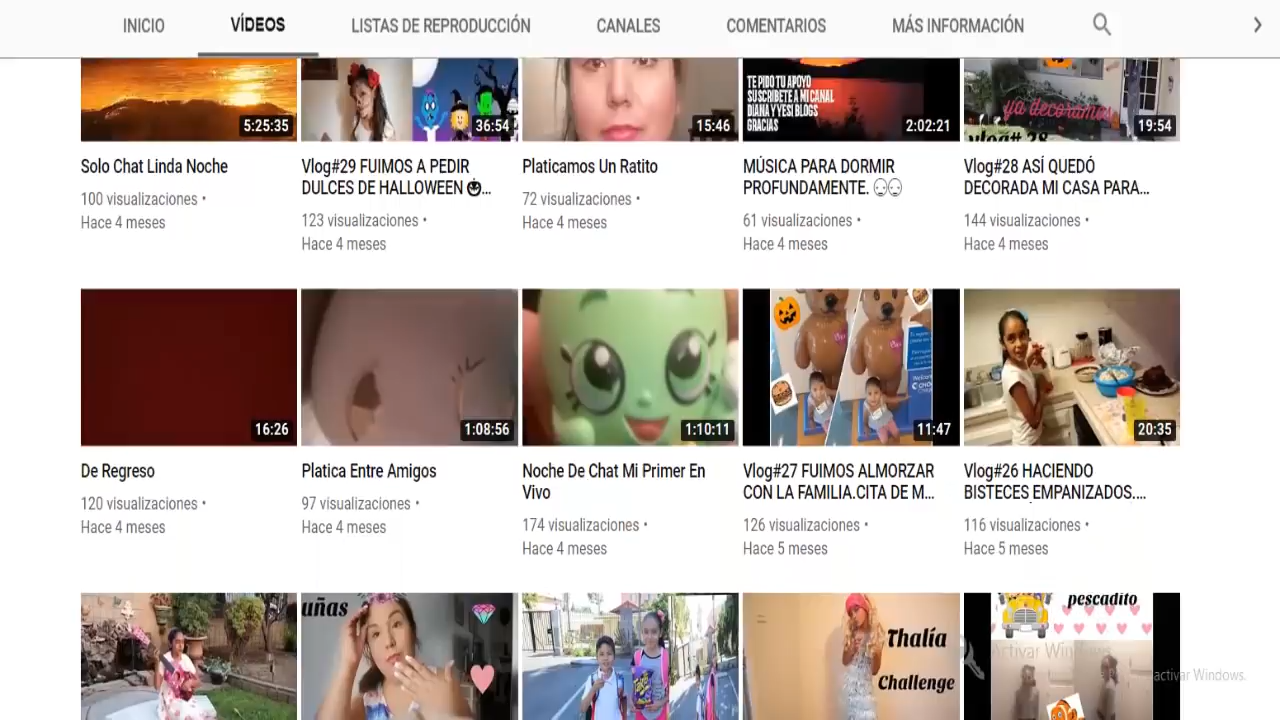 INICIO
VÍDEOS
LISTAS DE REPRODUCCIÓN
CANALES
COMENTARIOS
MÁS INFORMACIÓN
5:25:35
36:54
15:46
TE PIDO TU APOYO
SUSCRIBETE A MI CANAL
DIANA Y YESI BLOGS
GRACIAS
2:02:21
ya decoramos
vlog# 28
19:54
Solo Chat Linda Noche
100 visualizaciones •
Hace 4 meses
Vlog#29 FUIMOS A PEDIR
DULCES DE HALLOWEEN 🎃...
123 visualizaciones •
Hace 4 meses
Platicamos Un Ratito
72 visualizaciones •
Hace 4 meses
MÚSICA PARA DORMIR
PROFUNDAMENTE.
61 visualizaciones •
Hace 4 meses
Vlog#28 ASÍ QUEDÓ
DECORADA MI CASA PARA...
144 visualizaciones •
Hace 4 meses
16:26
1:08:56
1:10:11
11:47
20:35
De Regreso
120 visualizaciones •
Hace 4 meses
Platica Entre Amigos
97 visualizaciones •
Hace 4 meses
Noche De Chat Mi Primer En
Vivo
174 visualizaciones •
Hace 4 meses
Vlog#27 FUIMOS ALMORZAR
CON LA FAMILIA.CITA DE M...
126 visualizaciones •
Hace 5 meses
Vlog#26 HACIENDO
BISTECES EMPANIZADOS....
116 visualizaciones •
Hace 5 meses
uñas
Thalía
Challenge
pescadito
Activar Windows
activar Windows.